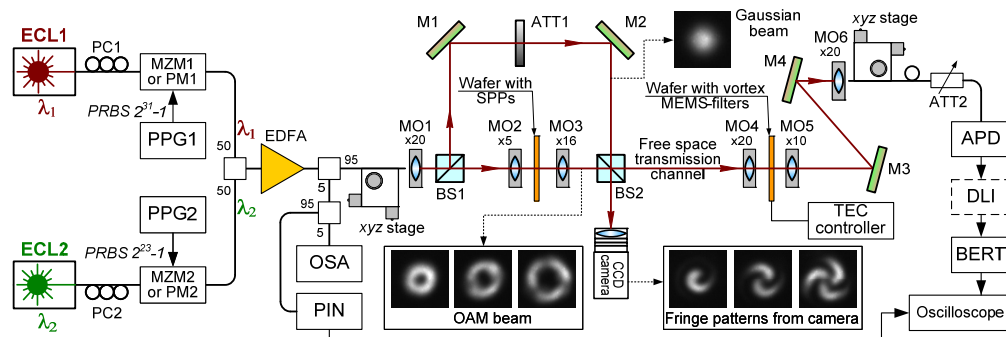 ECL1
λ1
PC1
MZM1
or PM1
PRBS 2^31-1
PPG1
λ1
50
50
λ2
EDFA
PPG2
PRBS 2^23-1
ECL2
λ2
PC2
MZM2
or PM2
95
5
95
5
xyz stage
OSA
PIN
MO1
x20
BS1
M1
ATT1
M2
Wafer with
SPPs
MO2
x5
MO3
x16
BS2
Gaussian
beam
Wafer with vortex
MEMS-filters
Free space
transmission
channel
MO4
x20
MO5
x10
M4
M3
MO6
x20
xyz stage
ATT2
TEC
controller
CCD
camera
OAM beam
Fringe patterns from camera
APD
DLI
BERT
Oscilloscope